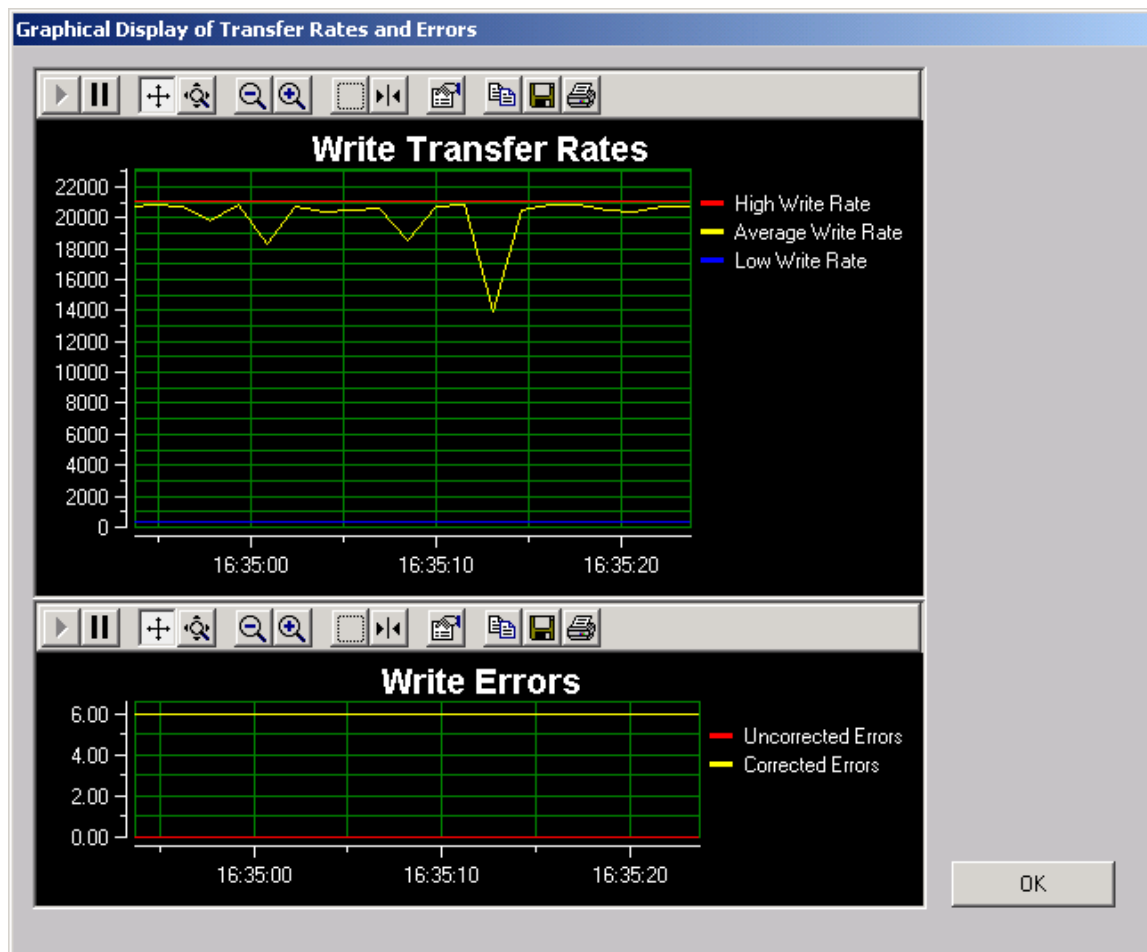 Graphical Display of Transfer Rates and Errors
Write Transfer Rates
22000
20000
18000
16000
14000
12000
10000
8000
6000
4000
2000
0
16:35:00 16:35:10 16:35:20
High Write Rate
Average Write Rate
Low Write Rate
Write Errors
6.00
4.00
2.00
0.00
16:35:00 16:35:10 16:35:20
Uncorrected Errors
Corrected Errors
OK